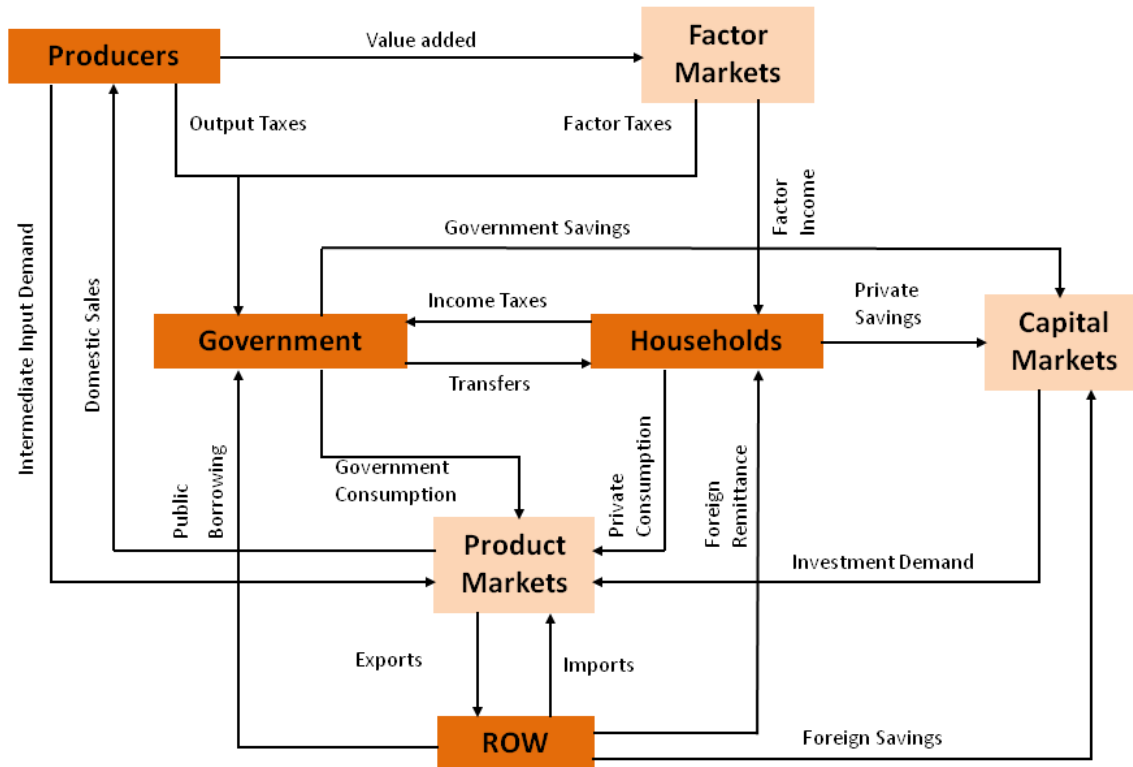 Producers
Value added
Factor
Markets
Output Taxes
Factor Taxes
Factor
Income
Intermediate Input Demand
Domestic Sales
Government Savings
Income Taxes
Private
Savings
Government
Households
Capital
Markets
Transfers
Public
Borrowing
Government
Consumption
Private
Consumption
Foreign
Remittance
Product
Markets
Investment Demand
Exports
Imports
ROW
Foreign Savings